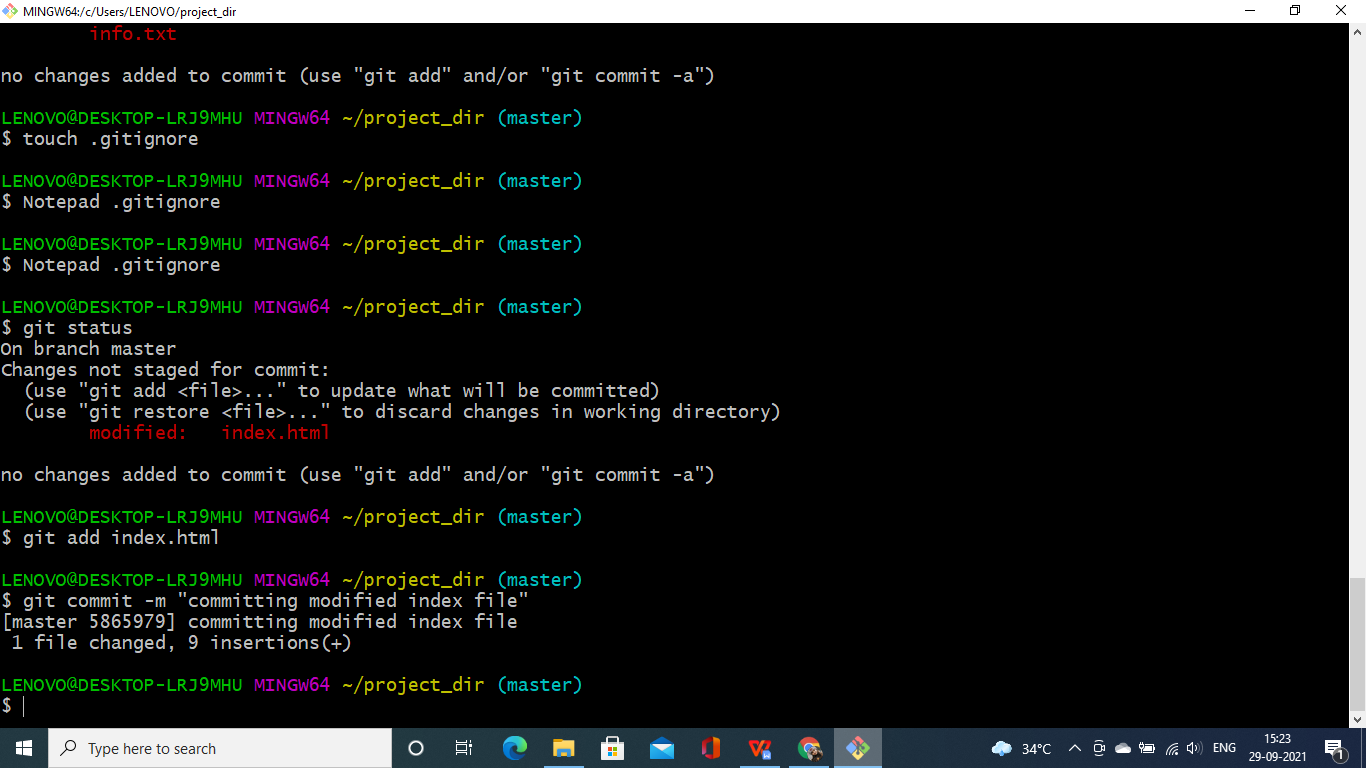 MINGW64:/c/Users/LENOVO/project_dir
info.txt
no changes added to commit (use "git add" and/or "git commit -a")
LENOVO@DESKTOP-LRJ9MHU MINGW64 ~/project_dir (master)
$ touch .gitignore
LENOVO@DESKTOP-LRJ9MHU MINGW64 ~/project_dir (master)
$ Notepad .gitignore
LENOVO@DESKTOP-LRJ9MHU MINGW64 ~/project_dir (master)
$ Notepad .gitignore
LENOVO@DESKTOP-LRJ9MHU MINGW64 ~/project_dir (master)
$ git status
On branch master
Changes not staged for commit:
(use "git add <file>..." to update what will be committed)
(use "git restore <file>..." to discard changes in working directory)
modified: index.html
no changes added to commit (use "git add" and/or "git commit -a")
LENOVO@DESKTOP-LRJ9MHU MINGW64 ~/project_dir (master)
$ git add index.html
LENOVO@DESKTOP-LRJ9MHU MINGW64 ~/project_dir (master)
$ git commit -m "committing modified index file"
[master 5865979] committing modified index file
1 file changed, 9 insertions(+)
LENOVO@DESKTOP-LRJ9MHU MINGW64 ~/project_dir (master)
$
Type here to search
34°C
ENG
15:23
29-09-2021
1